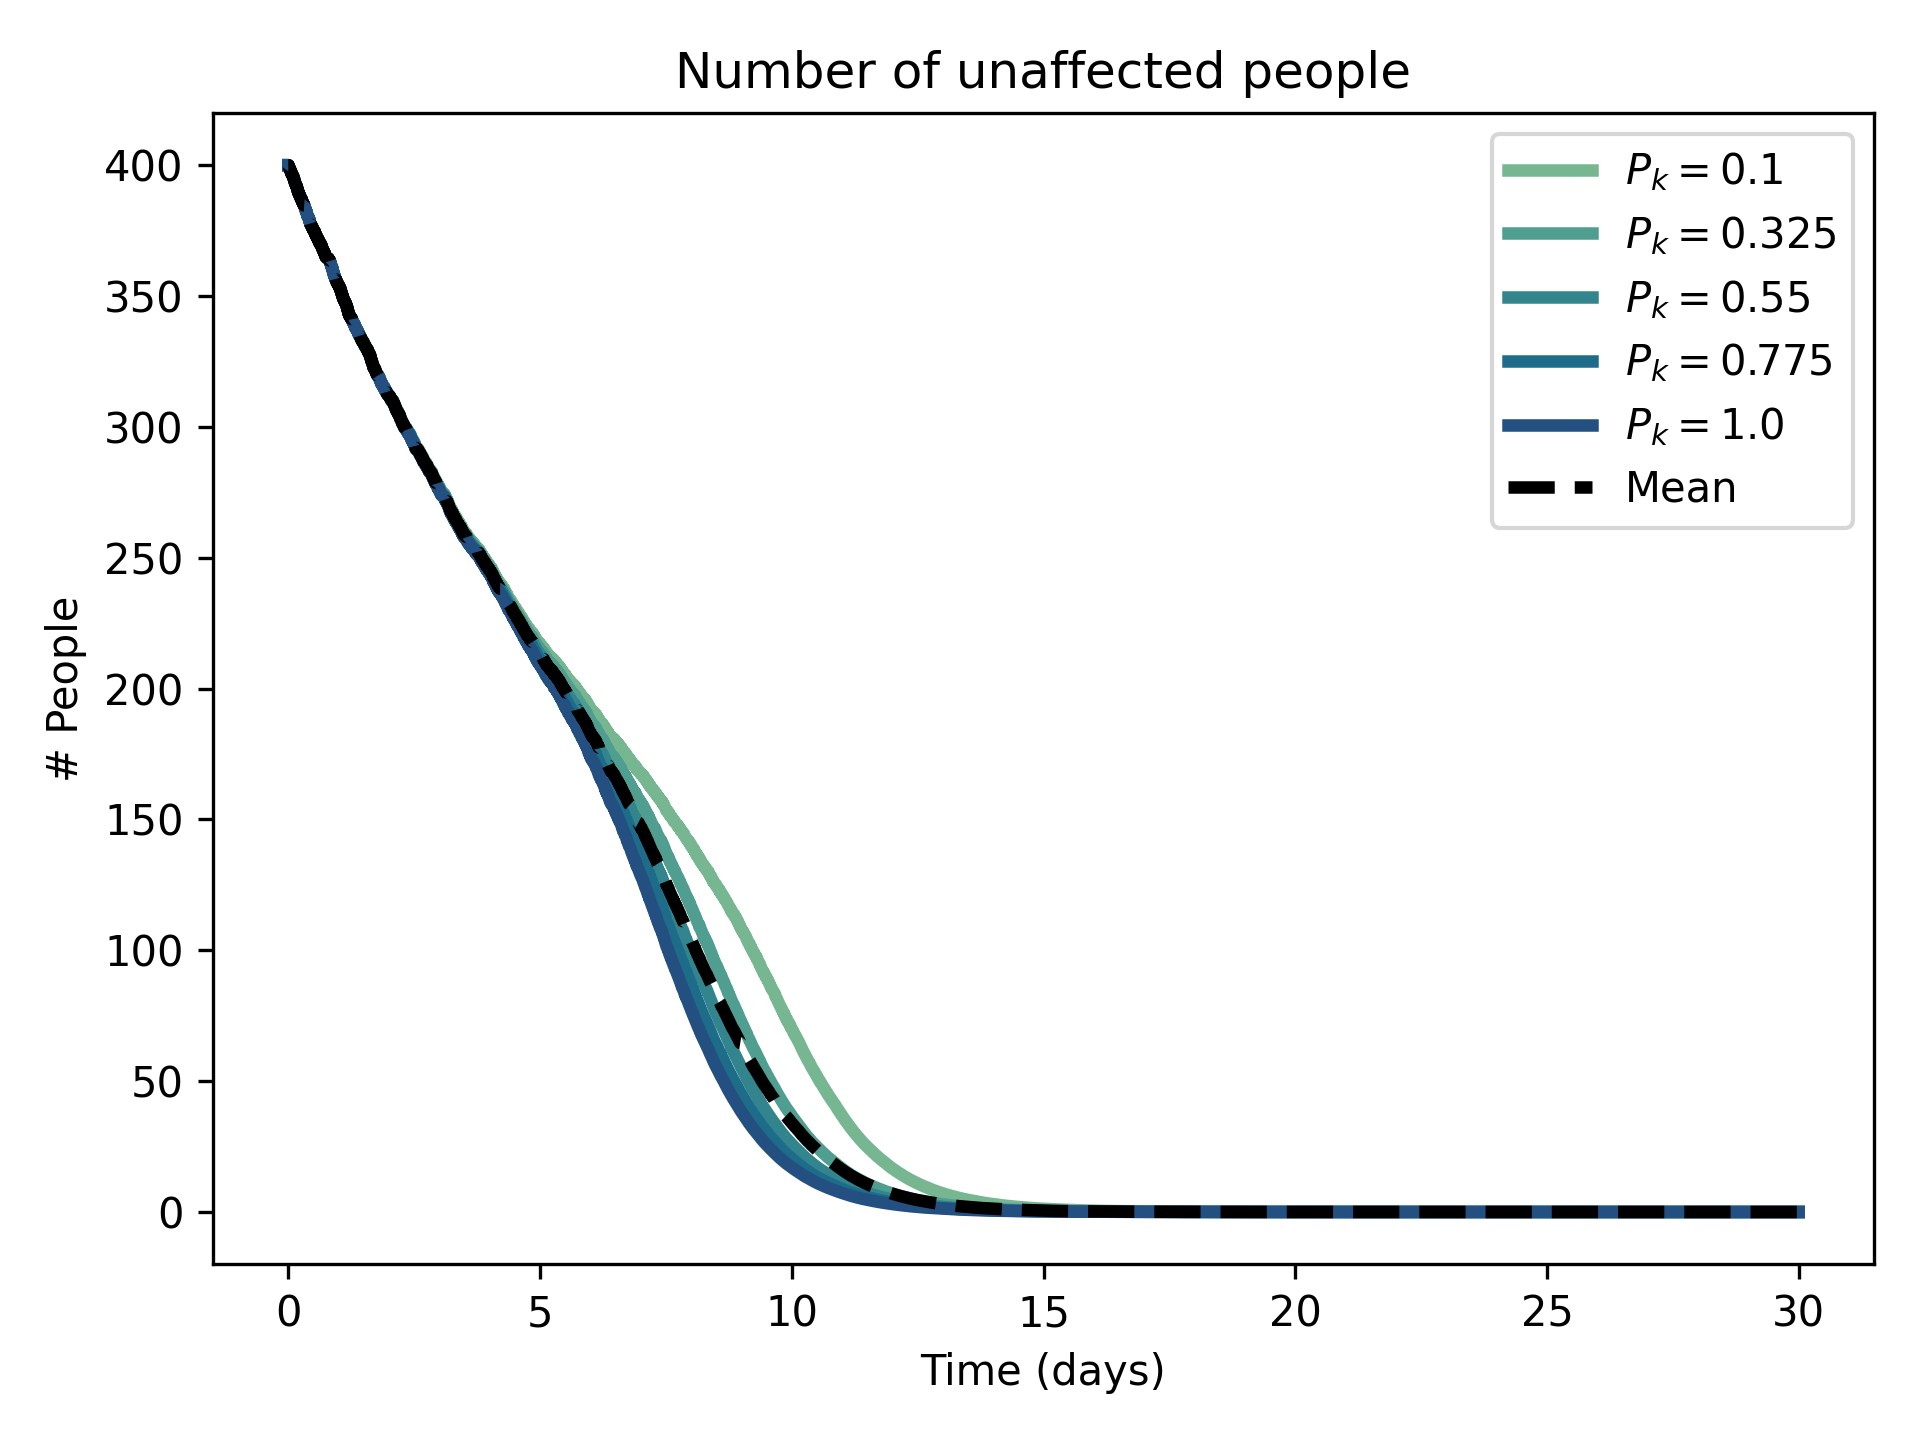 Number of unaffected people
# People
400
350
300
250
200
150
100
50
0
0 5 10 15 20 25 30
Time (days)
P_k = 0.1
P_k = 0.325
P_k = 0.55
P_k = 0.775
P_k = 1.0
Mean